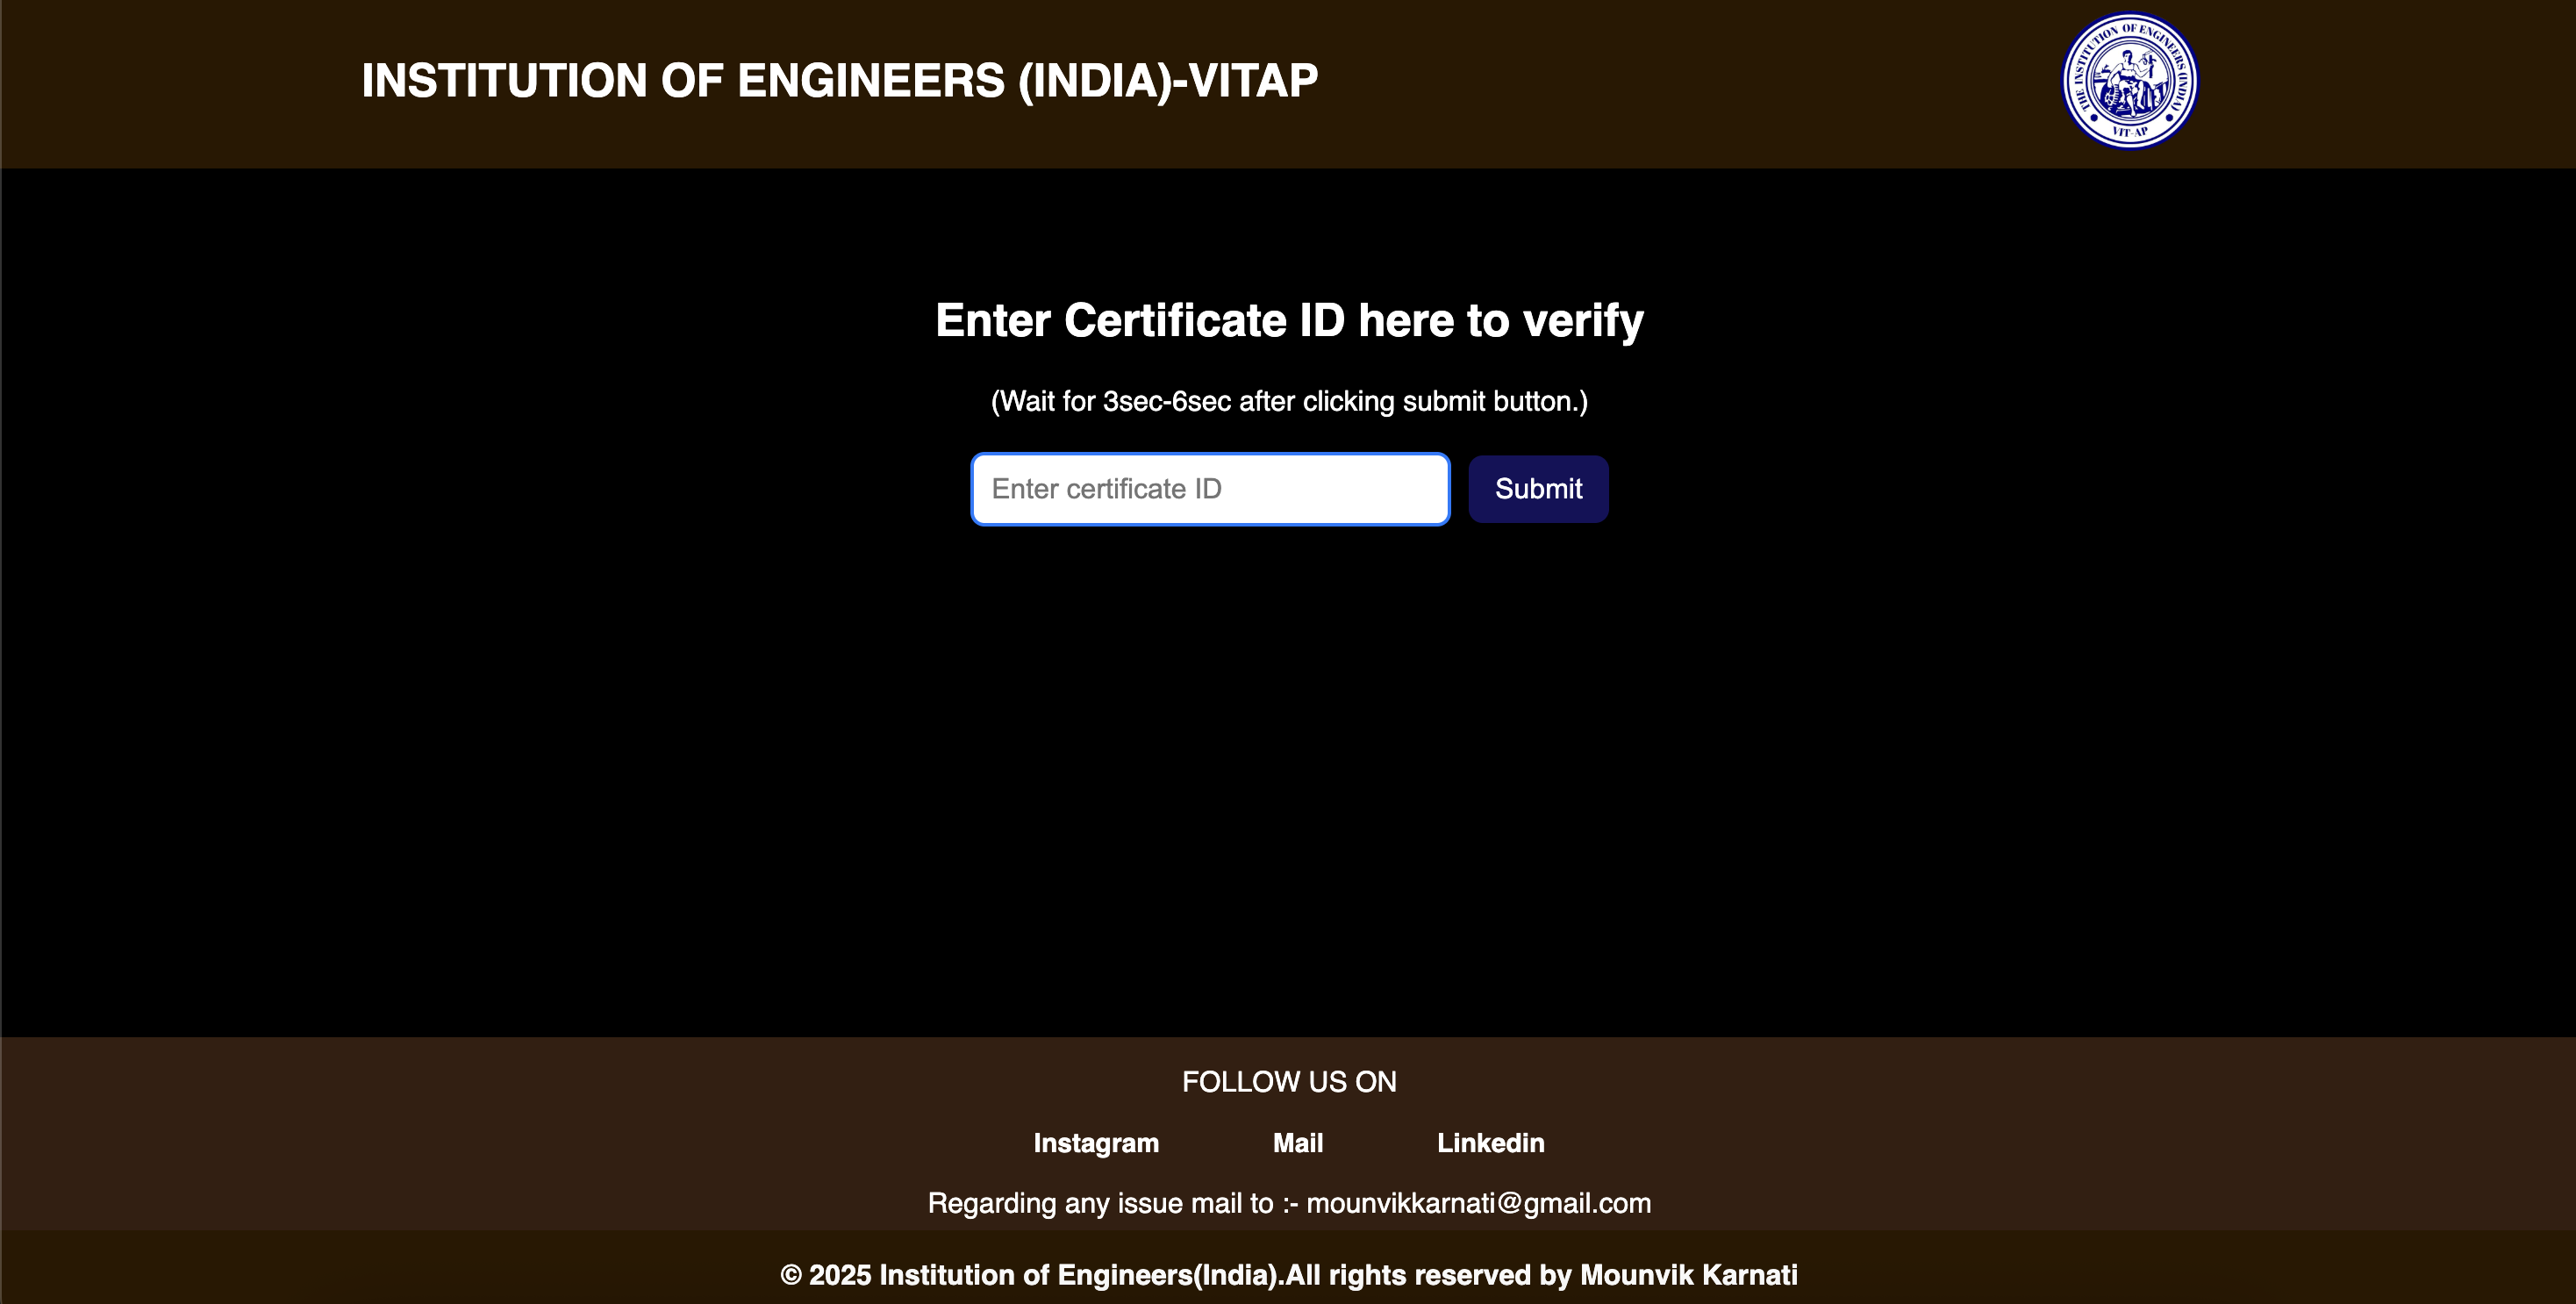 INSTITUTION OF ENGINEERS (INDIA)-VITAP
THE INSTITUTION OF ENGINEERS (INDIA)
VIT-AP
Enter Certificate ID here to verify
(Wait for 3sec-6sec after clicking submit button.)
Enter certificate ID
Submit
FOLLOW US ON
Instagram Mail Linkedin
Regarding any issue mail to :- mounvikkarnati@gmail.com
© 2025 Institution of Engineers(India).All rights reserved by Mounvik Karnati